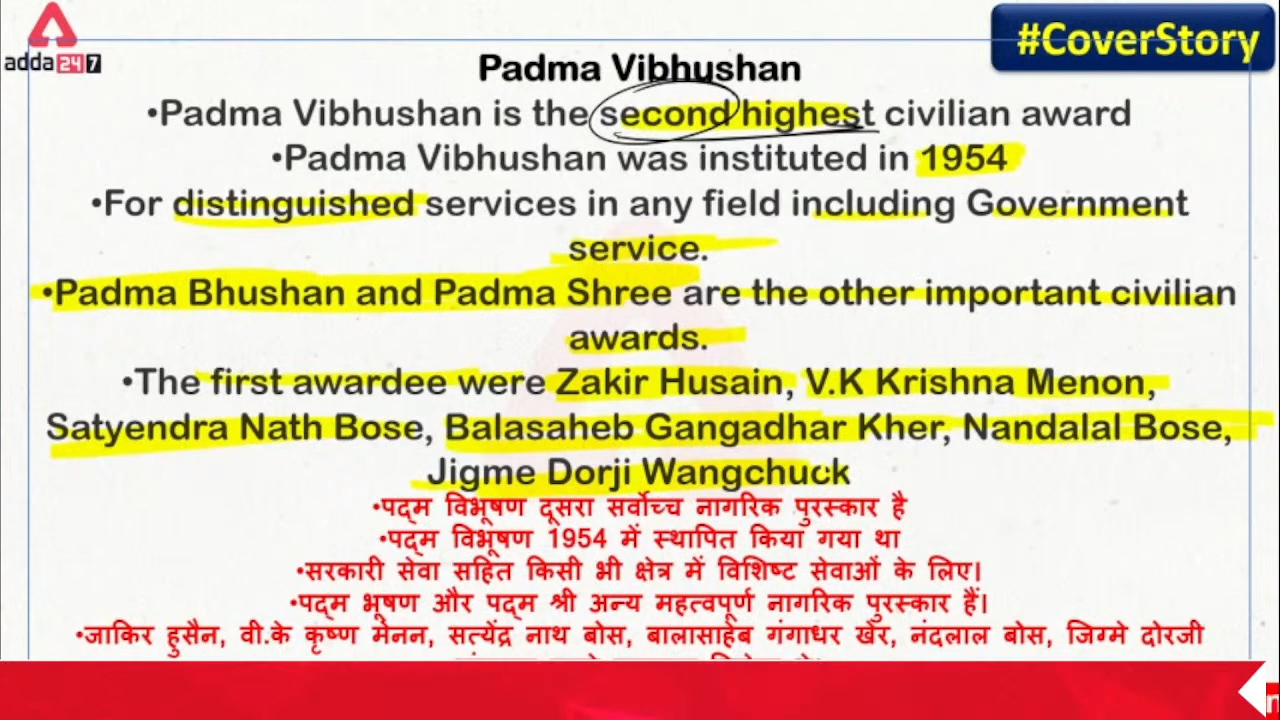 adda247
#CoverStory
Padma Vibhushan
•Padma Vibhushan is the second highest civilian award
•Padma Vibhushan was instituted in 1954
•For distinguished services in any field including Government
service.
•Padma Bhushan and Padma Shree are the other important civilian
awards.
•The first awardee were Zakir Husain, V.K Krishna Menon,
Satyendra Nath Bose, Balasaheb Gangadhar Kher, Nandalal Bose,
Jigme Dorji Wangchuck
•पद्म विभूषण दूसरा सर्वोच्च नागरिक पुरस्कार है
•पद्म विभूषण 1954 में स्थापित किया गया था
•सरकारी सेवा सहित किसी भी क्षेत्र में विशिष्ट सेवाओं के लिए।
•पद्म भूषण और पद्म श्री अन्य महत्वपूर्ण नागरिक पुरस्कार हैं।
•जाकिर हुसैन, वी.के कृष्ण मेनन, सत्येंद्र नाथ बोस, बालासाहेब गंगाधर खेर, नंदलाल बोस, जिग्मे दोरजी